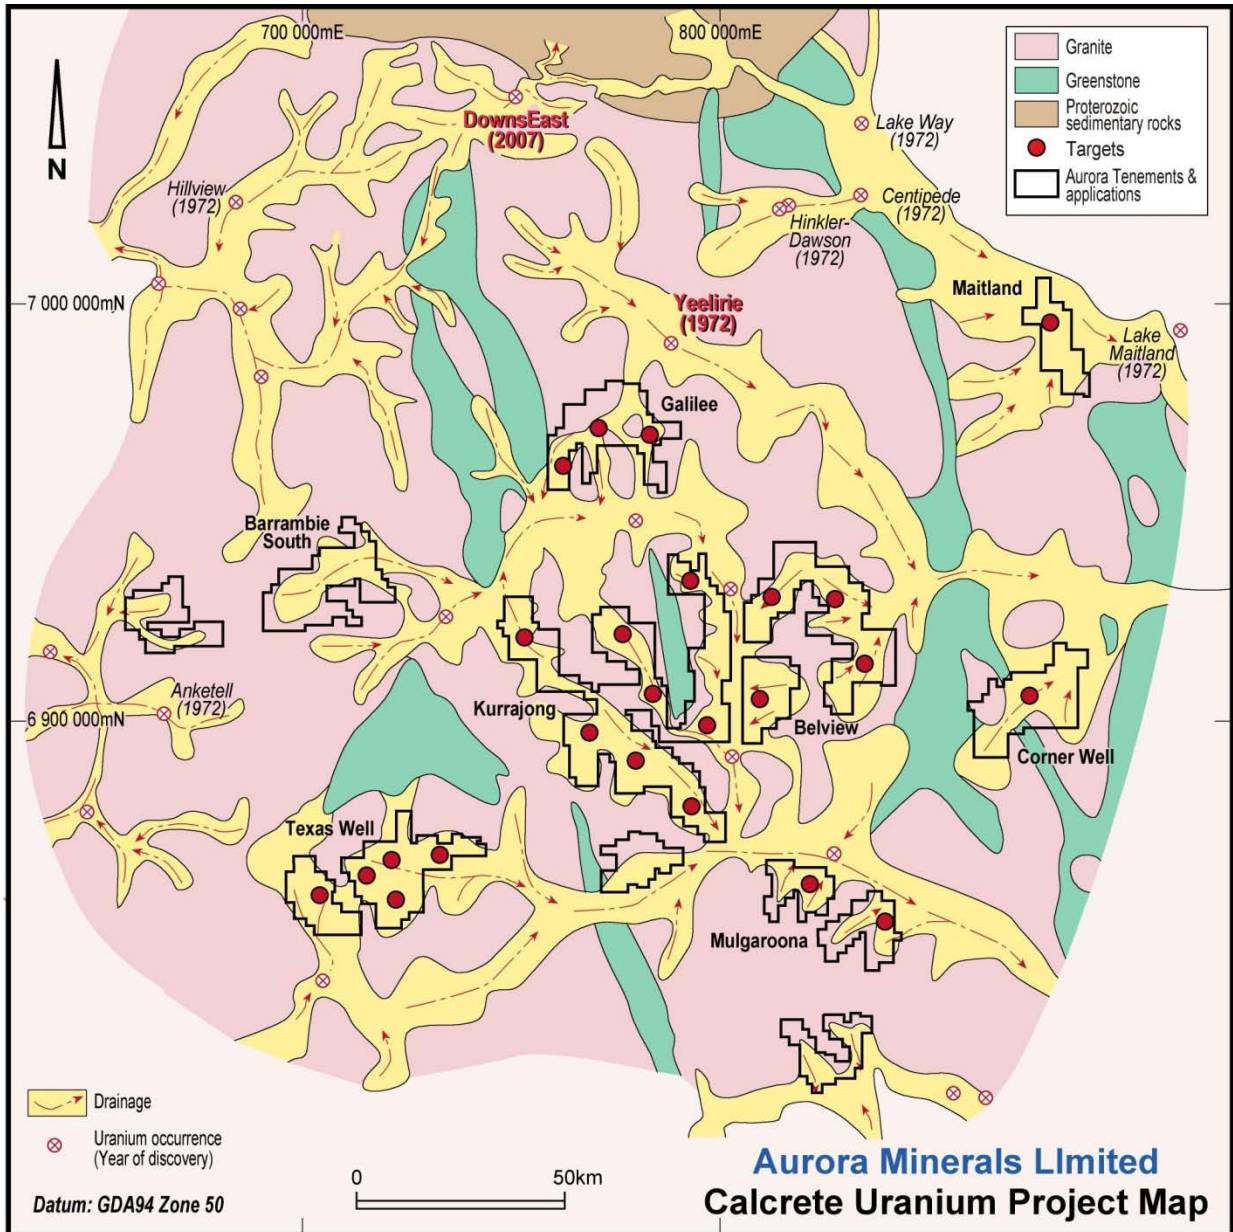 700 000mE
800 000mE
Granite
Greenstone
Proterozoic
sedimentary rocks
Targets
Aurora Tenements &
applications
N
DownsEast
(2007)
Lake Way
(1972)
Hillview
(1972)
Centipede
(1972)
Hinkler-
Dawson
(1972)
7 000 000mN
Yeelirie
(1972)
Maitland
Lake
Maitland
(1972)
Galilee
Barrambie
South
Anketell
(1972)
6 900 000mN
Kurrajong
Belview
Corner Well
Texas Well
Mulgaroona
Drainage
Uranium occurrence
(Year of discovery)
Datum: GDA94 Zone 50
0
50km
Aurora Minerals LImited
Calcrete Uranium Project Map